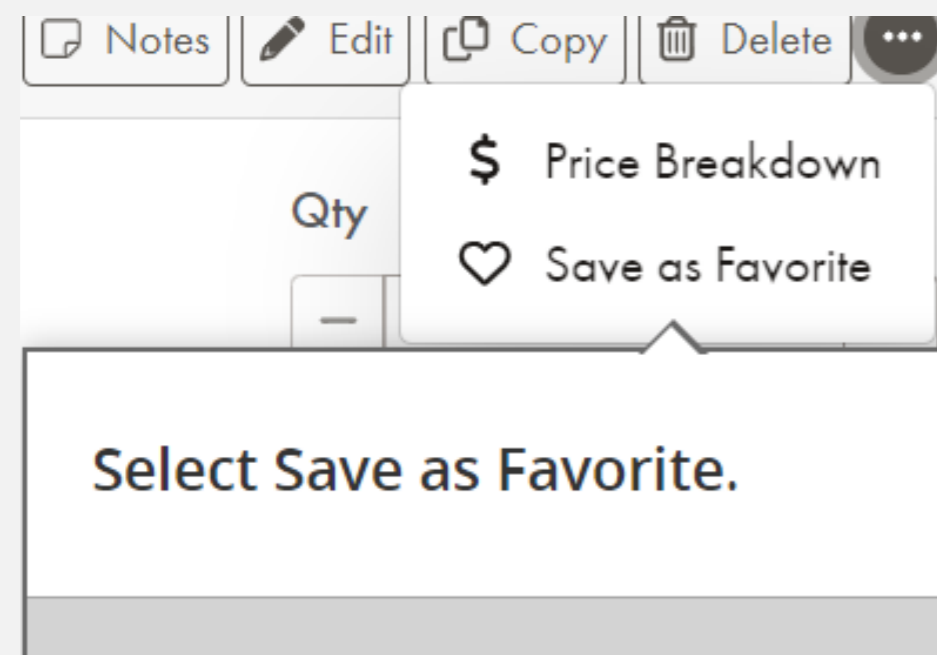 Notes Edit Copy Delete
$ Price Breakdown
Qty
Save as Favorite
Select Save as Favorite.